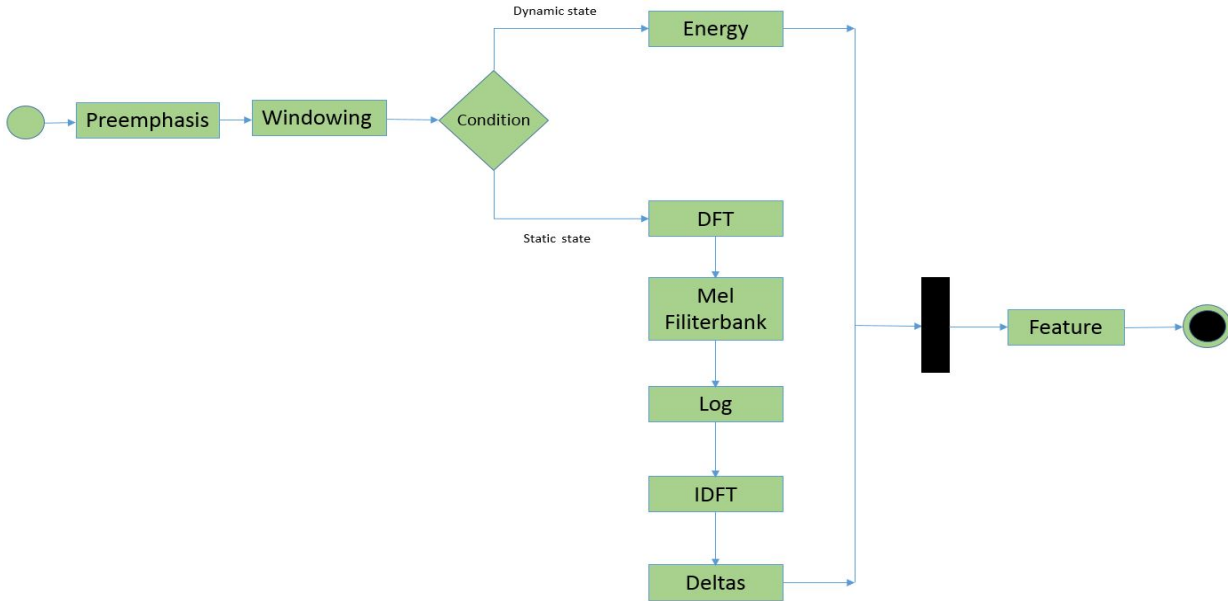 Dynamic state
Energy
Preemphasis
Windowing
Condition
Static state
DFT
Mel
Filiterbank
Log
IDFT
Deltas
Feature